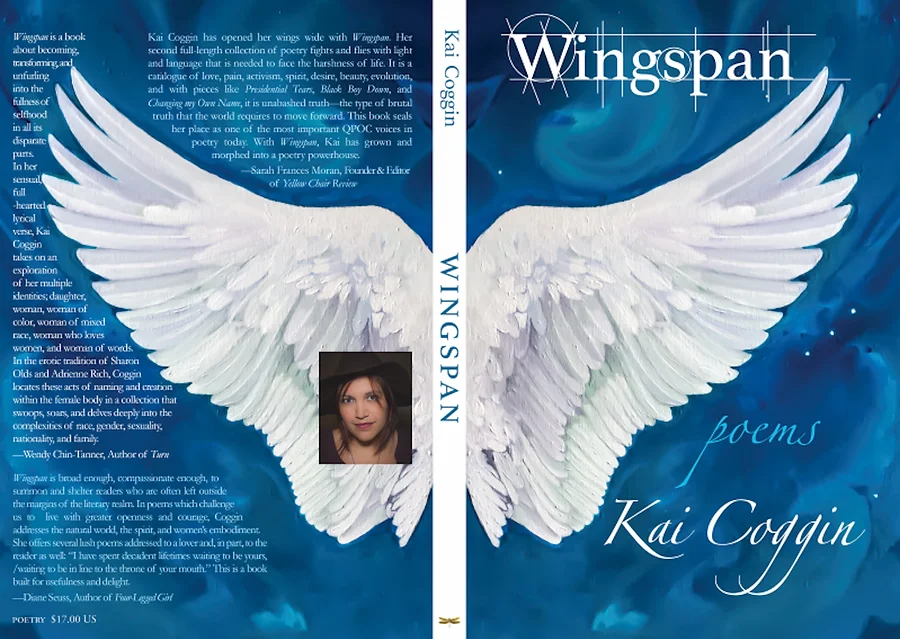 Wingspan is a book
about becoming,
transforming, and
unfurling
into the
fullness of
selfhood
in all its
disparate
parts.
In her
sensual,
full
-hearted
lyrical
verse, Kai
Coggin
takes on an
exploration
of her multiple
identities; daughter,
woman, woman of
color, woman of mixed
race, woman who loves
women, and woman of words.
In the erotic tradition of Sharon
Olds and Adrienne Rich, Coggin
locates these acts of naming and creation
within the female body in a collection that
swoops, soars, and delves deeply into the
complexities of race, gender, sexuality,
nationality, and family.
—Wendy Chin-Tanner, Author of Turn
Kai Coggin has opened her wings wide with Wingspan. Her
second full-length collection of poetry fights and flies with light
and language that is needed to face the harshness of life. It is a
catalogue of love, pain, activism, spirit, desire, beauty, evolution,
and with pieces like Presidential Tears, Black Boy Down, and
Changing my Own Name, it is unabashed truth—the type of brutal
truth that the world requires to move forward. This book seals
her place as one of the most important QPOC voices in
poetry today. With Wingspan, Kai has grown and
morphed into a poetry powerhouse.
—Sarah Frances Moran, Founder & Editor
of Yellow Chair Review
Wingspan is broad enough, compassionate enough, to
summon and shelter readers who are often left outside
the margins of the literary realm. In poems which challenge
us to live with greater openness and courage, Coggin
addresses the natural world, the spirit, and women's embodiment.
She offers several lush poems addressed to a lover and, in part, to the
reader as well: "I have spent decadent lifetimes waiting to be yours,
/waiting to be in line to the throne of your mouth." This is a book
built for usefulness and delight.
—Diane Seuss, Author of Four-Legged Girl
POETRY $17.00 US
Kai Coggin
WINGSPAN
Wingspan
poems
Kai Coggin